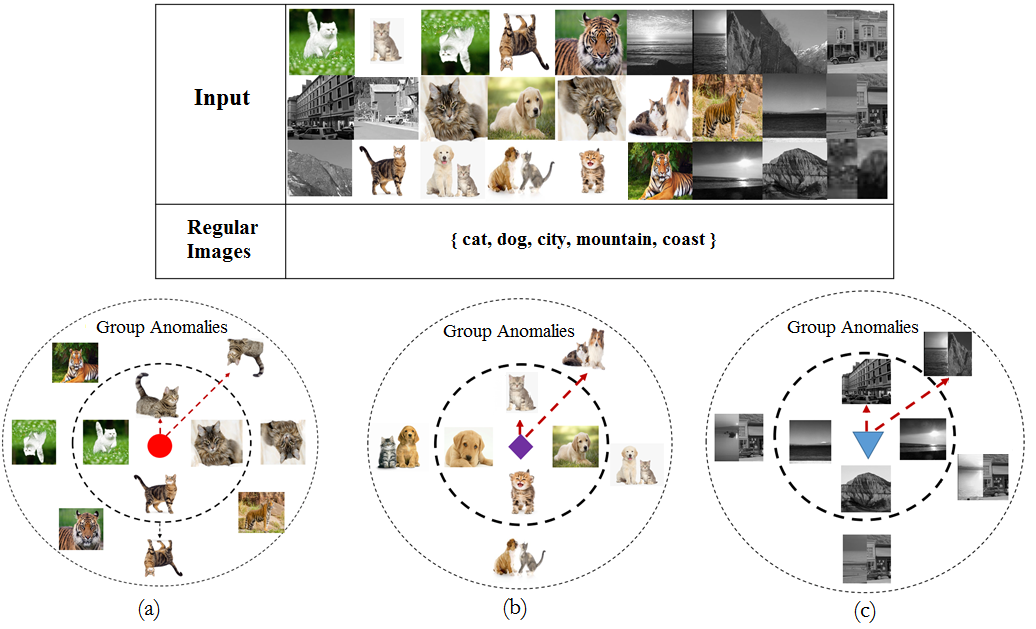 Input
Regular
Images
{ cat, dog, city, mountain, coast }
Group Anomalies
Group Anomalies
Group Anomalies
(a)
(b)
(c)